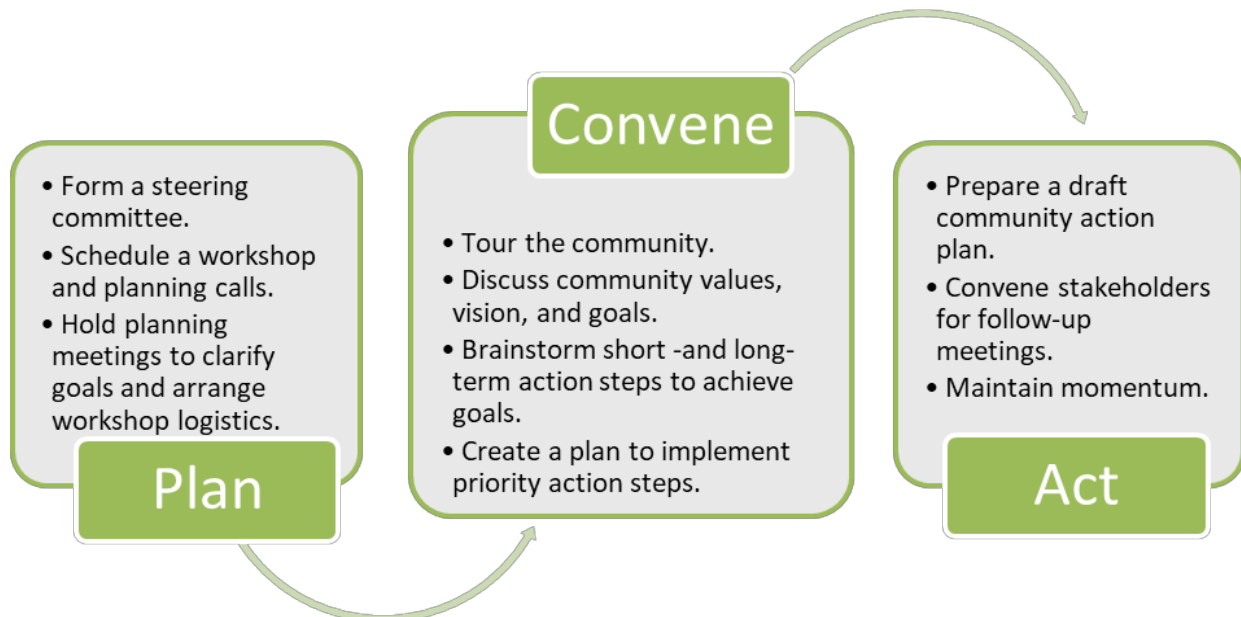 • Form a steering
committee.
• Schedule a workshop
and planning calls.
• Hold planning
meetings to clarify
goals and arrange
workshop logistics.
Plan
Convene
• Tour the community.
• Discuss community values,
vision, and goals.
• Brainstorm short -and long-
term action steps to achieve
goals.
• Create a plan to implement
priority action steps.
• Prepare a draft
community action
plan.
• Convene stakeholders
for follow-up
meetings.
• Maintain momentum.
Act